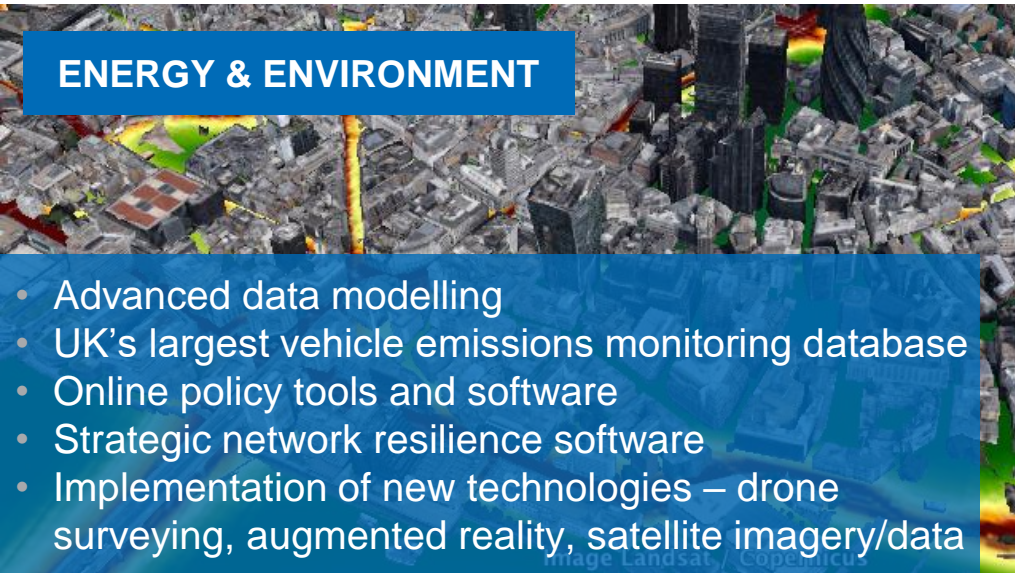 ENERGY & ENVIRONMENT
• Advanced data modelling
• UK’s largest vehicle emissions monitoring database
• Online policy tools and software
• Strategic network resilience software
• Implementation of new technologies – drone
surveying, augmented reality, satellite imagery/data
Image Landsat / Copernicus